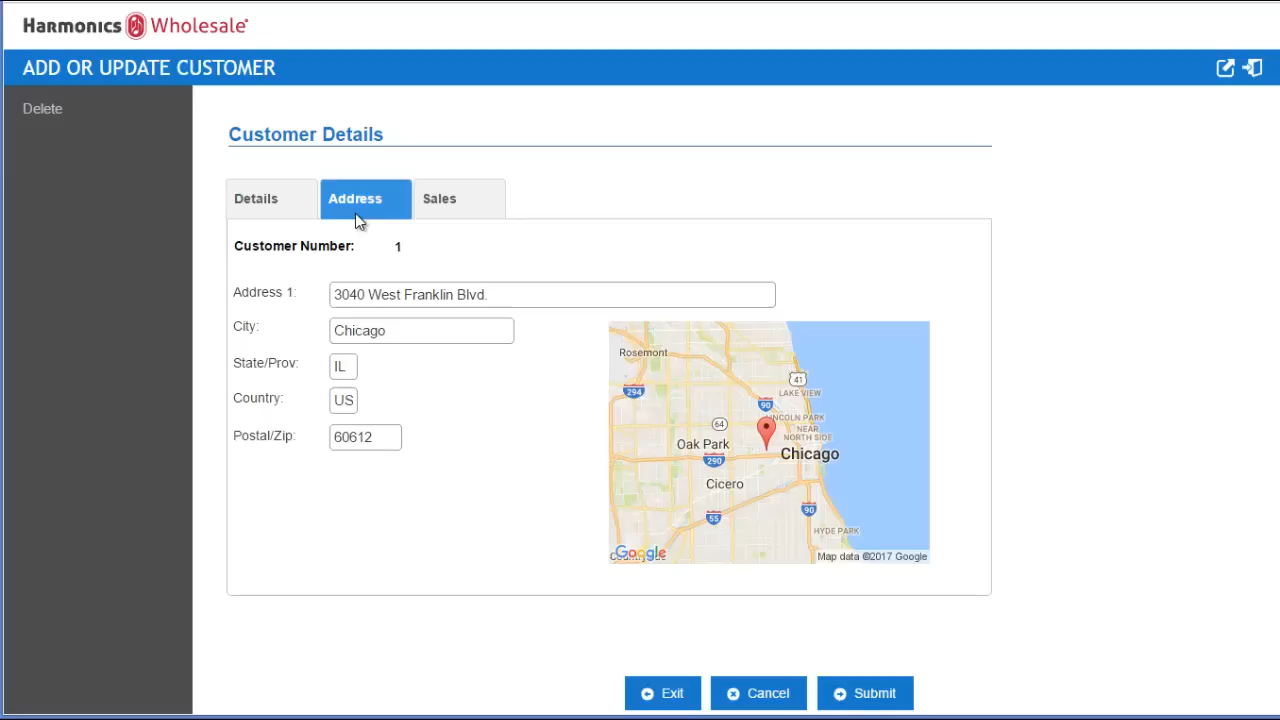 Harmonics Wholesale
ADD OR UPDATE CUSTOMER
Delete
Customer Details
Details Address Sales
Customer Number: 1
Address 1: 3040 West Franklin Blvd.
City: Chicago
State/Prov: IL
Country: US
Postal/Zip: 60612
Rosemont
294
41
LAKE VIEW
90
LINCOLN PARK
64
NEAR
NORTH SIDE
Oak Park
Chicago
290
Cicero
90
55
HYDE PARK
Google
Map data ©2017 Google
Exit Cancel Submit